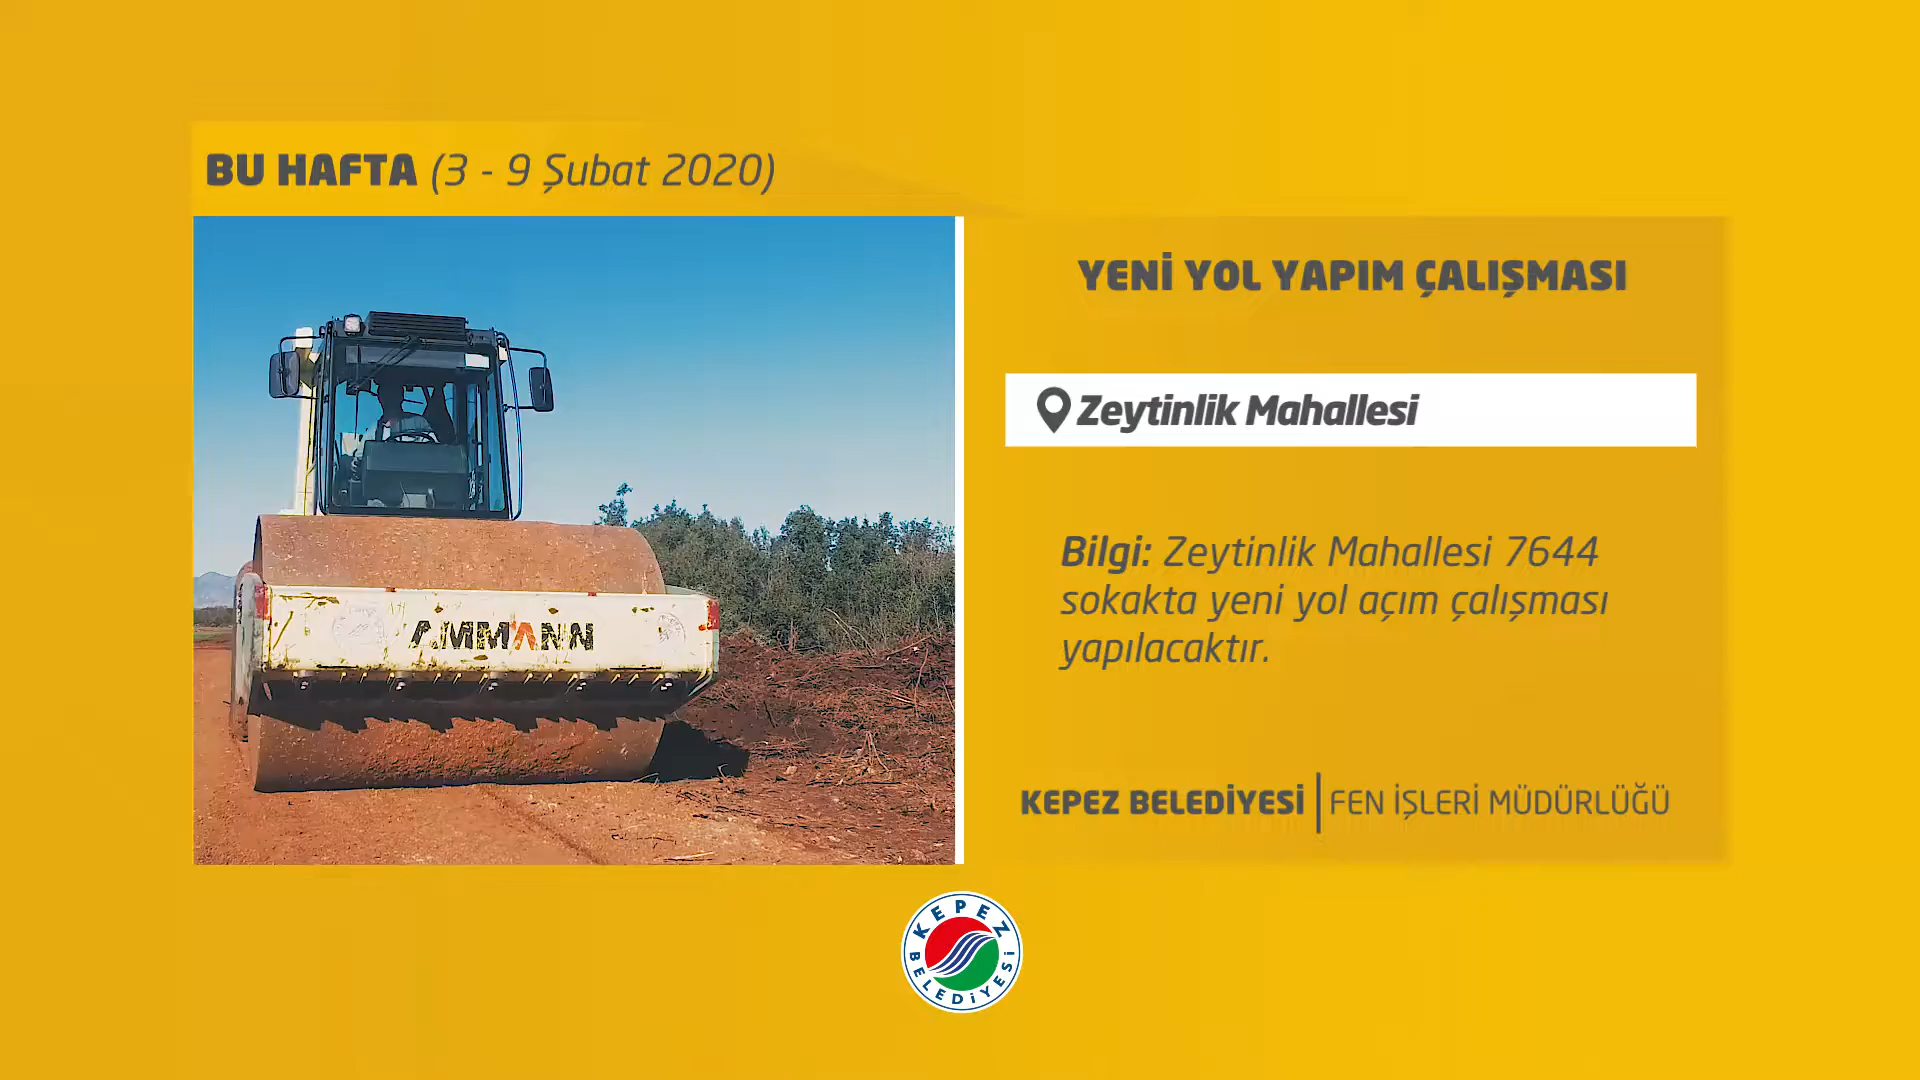 BU HAFTA (3 - 9 Şubat 2020)
YENİ YOL YAPIM ÇALIŞMASI
Zeytinlik Mahallesi
Bilgi: Zeytinlik Mahallesi 7644
sokakta yeni yol açım çalışması
yapılacaktır.
KEPEZ BELEDİYESİ | FEN İŞLERİ MÜDÜRLÜĞÜ
AMMANN
KEPEZ
BELEDİYESİ